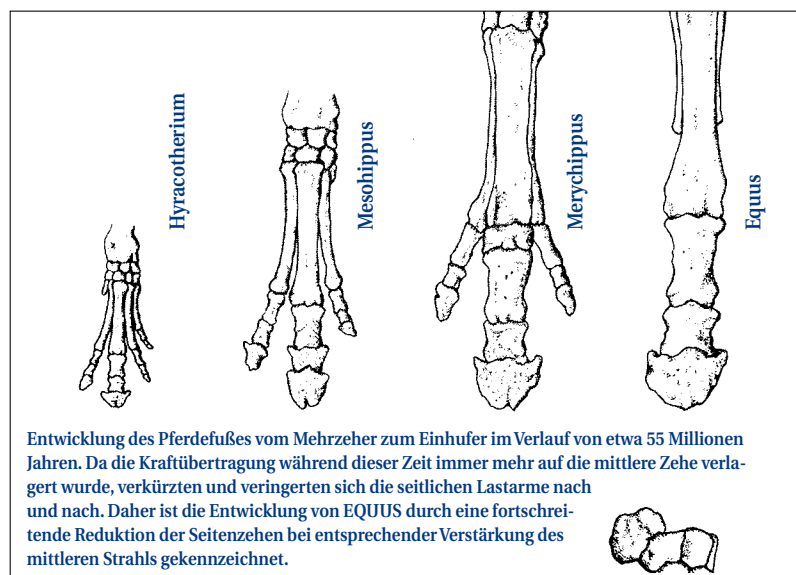 Hyracotherium
Mesohippus
Merychippus
Equus
Entwicklung des Pferdefußes vom Mehrzeher zum Einhufer im Verlauf von etwa 55 Millionen
Jahren. Da die Kraftübertragung während dieser Zeit immer mehr auf die mittlere Zehe verla-
gert wurde, verkürzten und veringerten sich die seitlichen Lastarme nach
und nach. Daher ist die Entwicklung von EQUUS durch eine fortschrei-
tende Reduktion der Seitenzehen bei entsprechender Verstärkung des
mittleren Strahls gekennzeichnet.